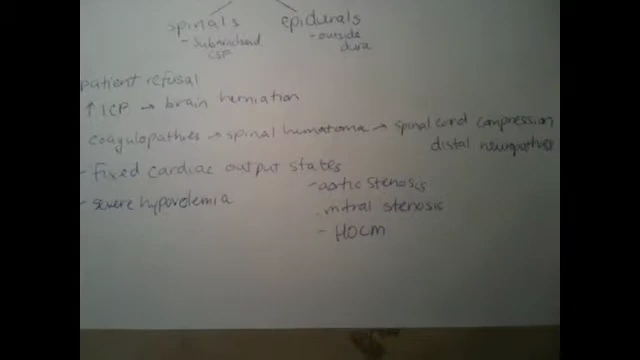 spinals epidurals
- subarachnoid - outside
CSF dura
patient refusal
↑ ICP → brain herniation
coagulopathies → spinal hematoma → spinal cord compression
distal neuropathies
- fixed cardiac output states
- aortic stenosis
- severe hypovolemia
. mitral stenosis
- HOCM